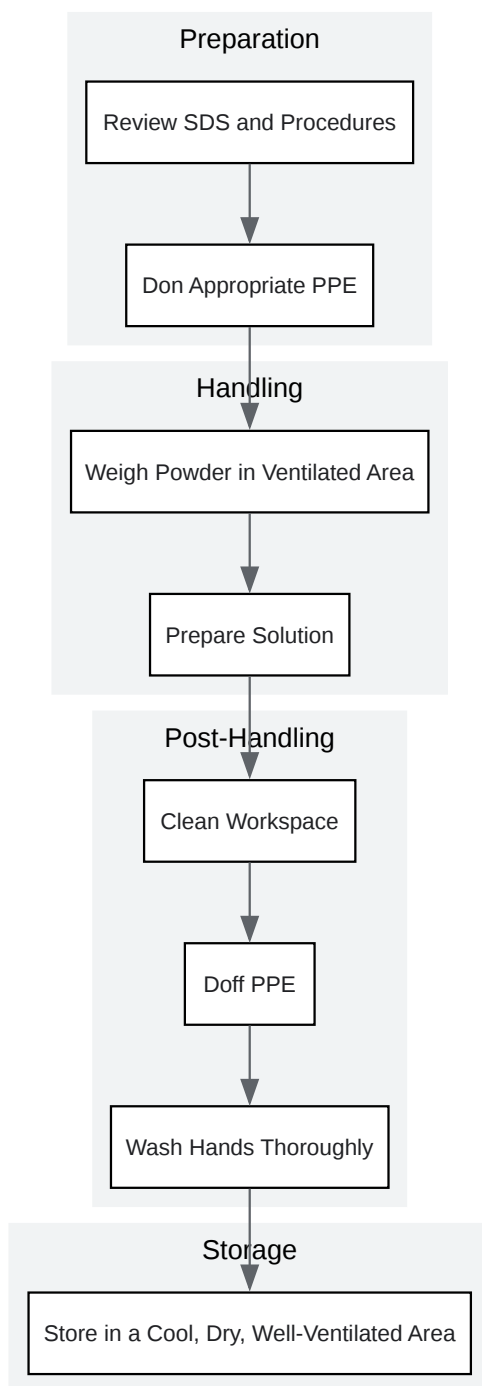 Preparation
Review SDS and Procedures
Don Appropriate PPE
Handling
Weigh Powder in Ventilated Area
Prepare Solution
Post-Handling
Clean Workspace
Doff PPE
Wash Hands Thoroughly
Storage
Store in a Cool, Dry, Well-Ventilated Area